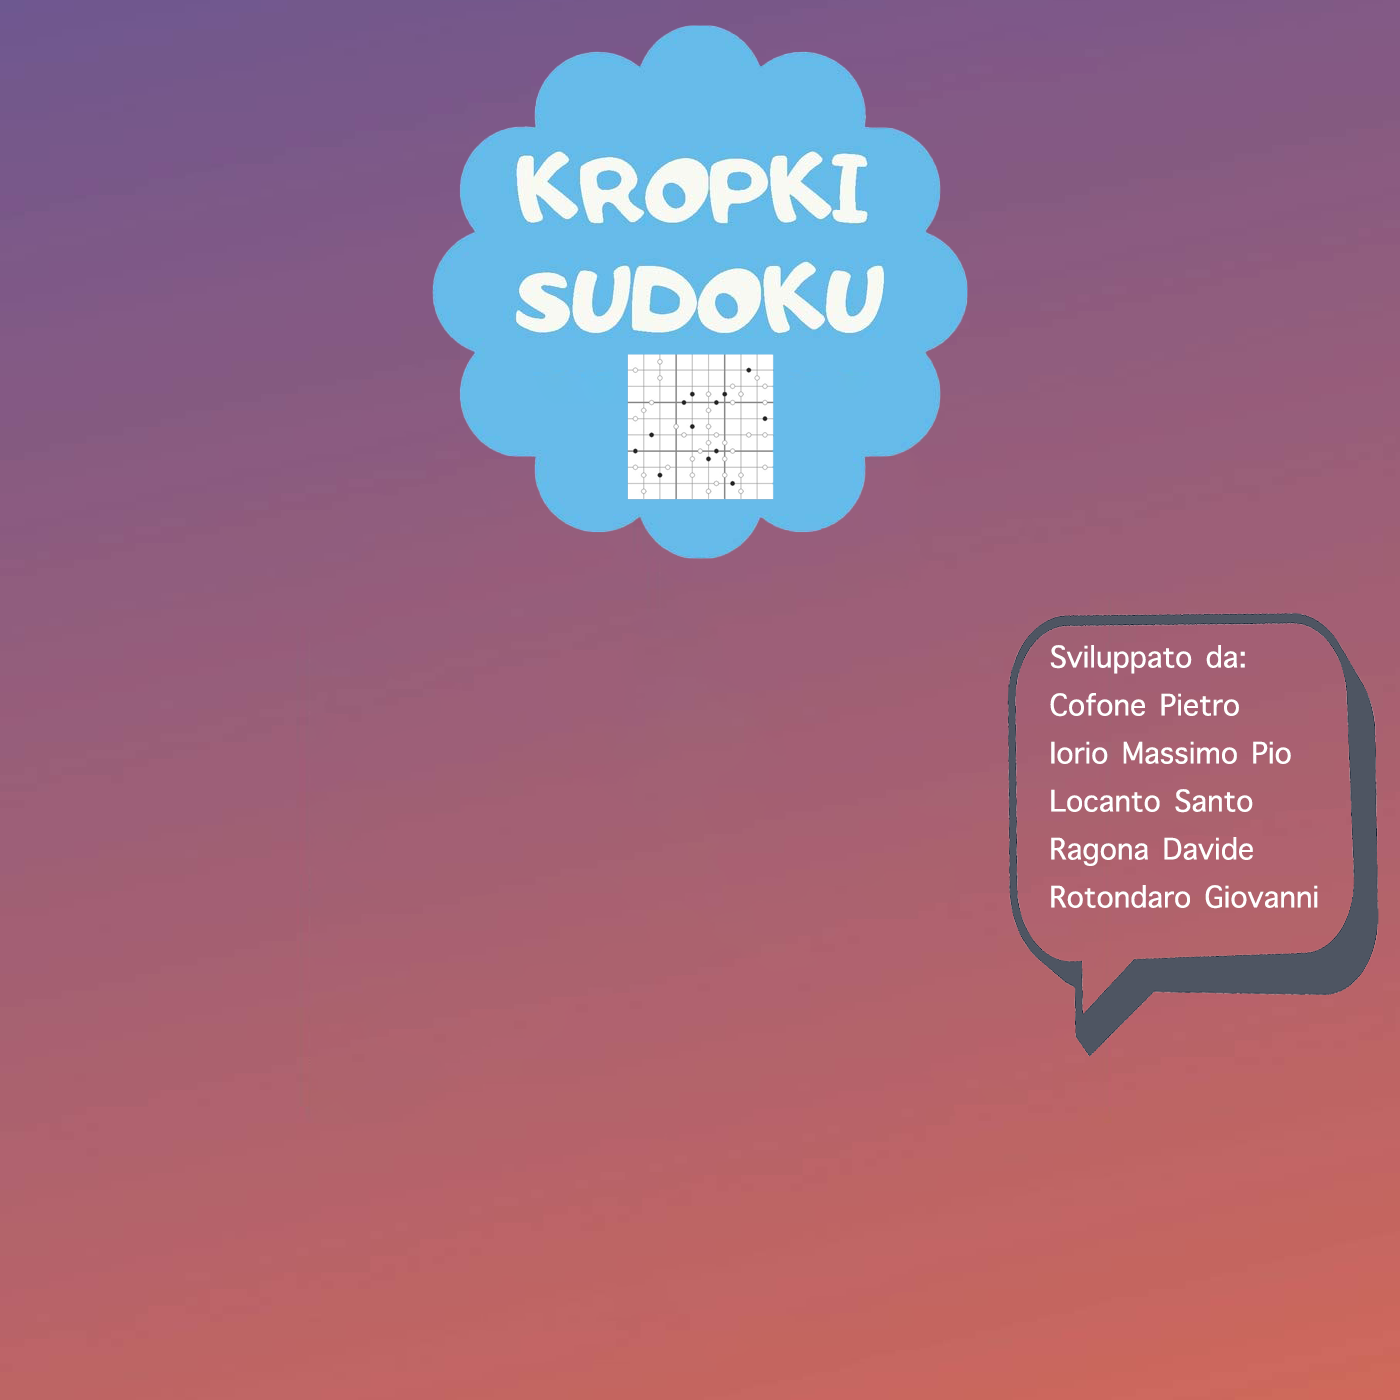 KROPKI
SUDOKU
Sviluppato da:
Cofone Pietro
Iorio Massimo Pio
Locanto Santo
Ragona Davide
Rotondaro Giovanni